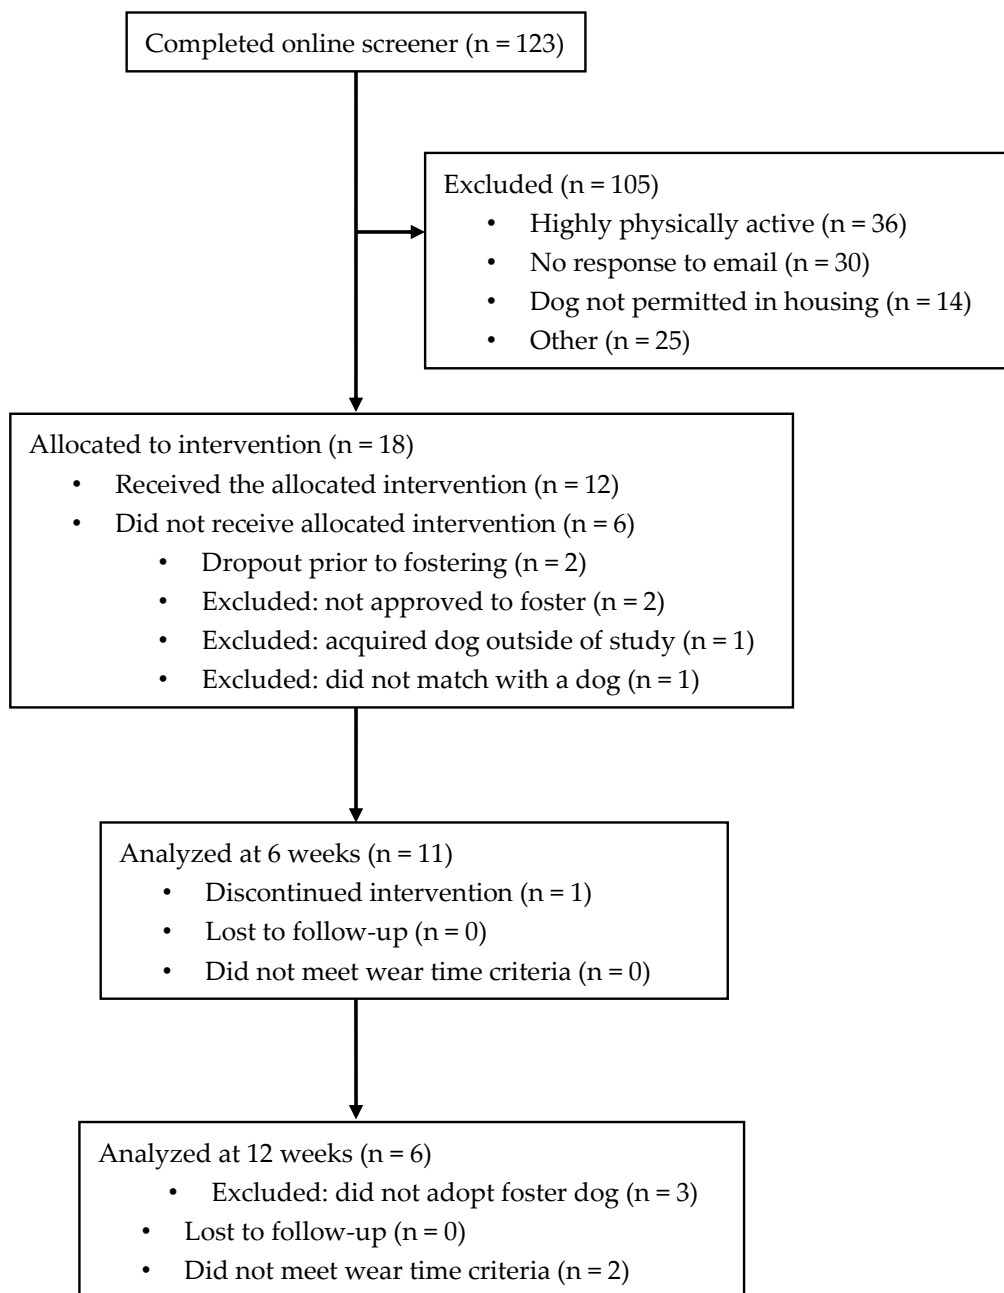 Completed online screener (n = 123)
Excluded (n = 105)
• Highly physically active (n = 36)
• No response to email (n = 30)
• Dog not permitted in housing (n = 14)
• Other (n = 25)
Allocated to intervention (n = 18)
• Received the allocated intervention (n = 12)
• Did not receive allocated intervention (n = 6)
• Dropout prior to fostering (n = 2)
• Excluded: not approved to foster (n = 2)
• Excluded: acquired dog outside of study (n = 1)
• Excluded: did not match with a dog (n = 1)
Analyzed at 6 weeks (n = 11)
• Discontinued intervention (n = 1)
• Lost to follow-up (n = 0)
• Did not meet wear time criteria (n = 0)
Analyzed at 12 weeks (n = 6)
• Excluded: did not adopt foster dog (n = 3)
• Lost to follow-up (n = 0)
• Did not meet wear time criteria (n = 2)